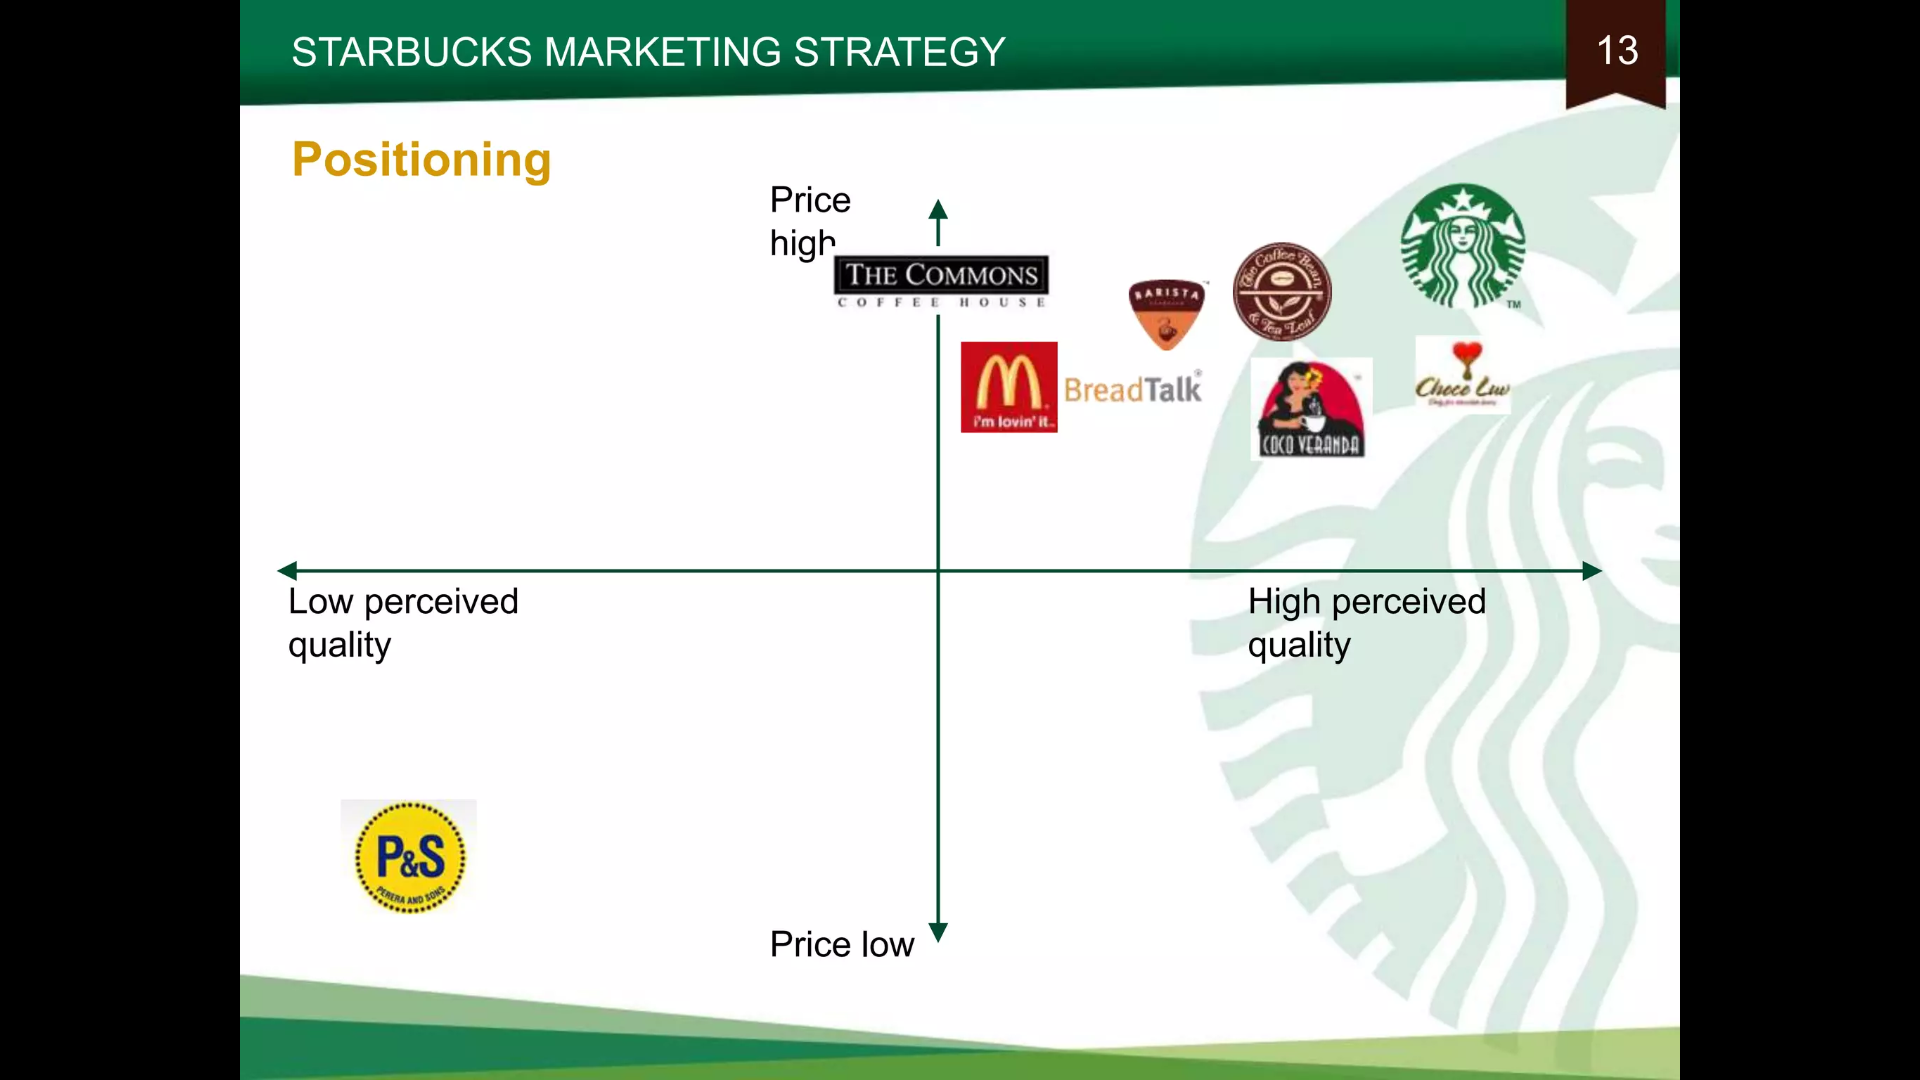 STARBUCKS MARKETING STRATEGY
13
Positioning
Price
high
THE COMMONS
COFFEE HOUSE
BARISTA
The Coffee Bean
& Tea Leaf
TM
i'm lovin' it
BreadTalk®
COCO VERANDA
Choco Luv
Low perceived
quality
High perceived
quality
P&S
PERERA AND SONS
Price low